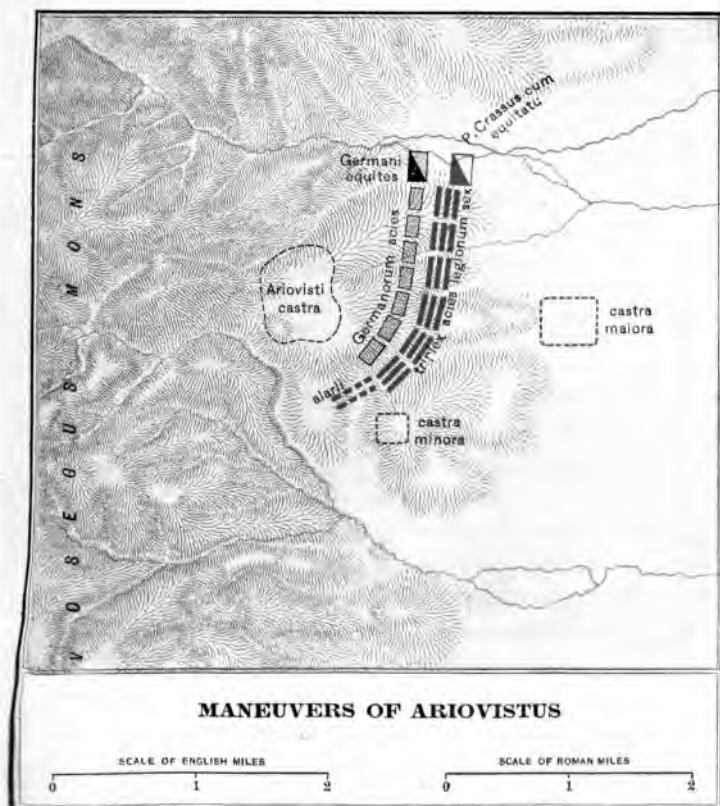 P. Crassus cum
equitatu
Germani
equites
Germanorum acies
triplex acies legionum sex
Ariovisti
castra
castra
maiora
alarii
castra
minora
MONS
VOSEGUS
MANEUVERS OF ARIOVISTUS
SCALE OF ENGLISH MILES
0 1 2
SCALE OF ROMAN MILES
0 1 2